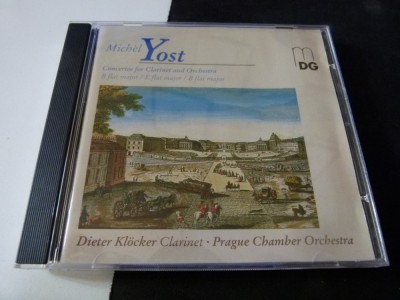 Michèl
Yost
Concertos for Clarinet and Orchestra
B flat major / E flat major / B flat major
MDG
Dieter Klöcker Clarinet · Prague Chamber Orchestra